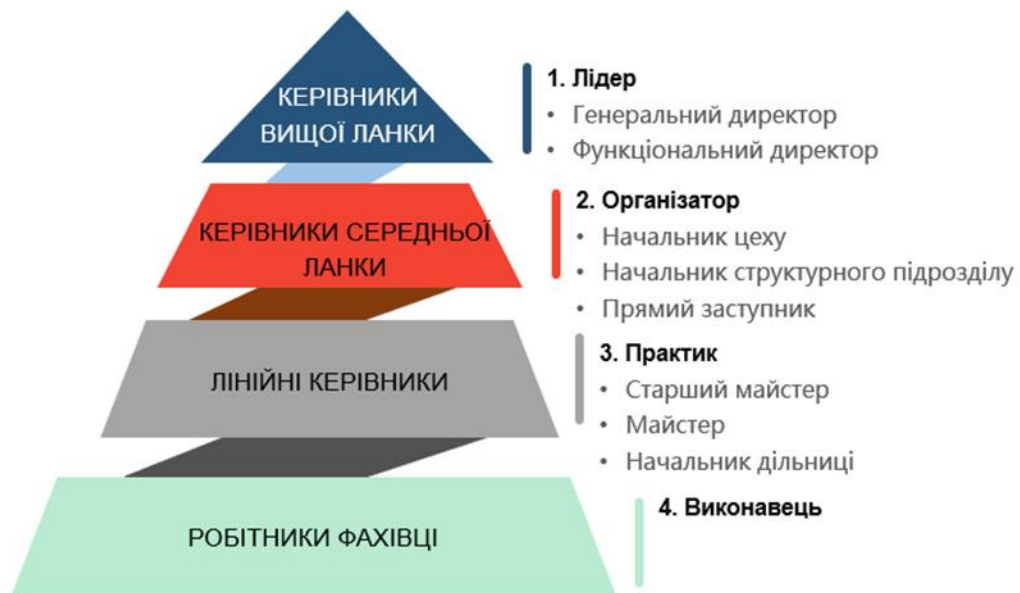 КЕРІВНИКИ
ВИЩОЇ ЛАНКИ
1. Лідер
• Генеральний директор
• Функціональний директор
КЕРІВНИКИ СЕРЕДНЬОЇ
ЛАНКИ
2. Організатор
• Начальник цеху
• Начальник структурного підрозділу
• Прямий заступник
ЛІНІЙНІ КЕРІВНИКИ
3. Практик
• Старший майстер
• Майстер
• Начальник дільниці
РОБІТНИКИ ФАХІВЦІ
4. Виконавець